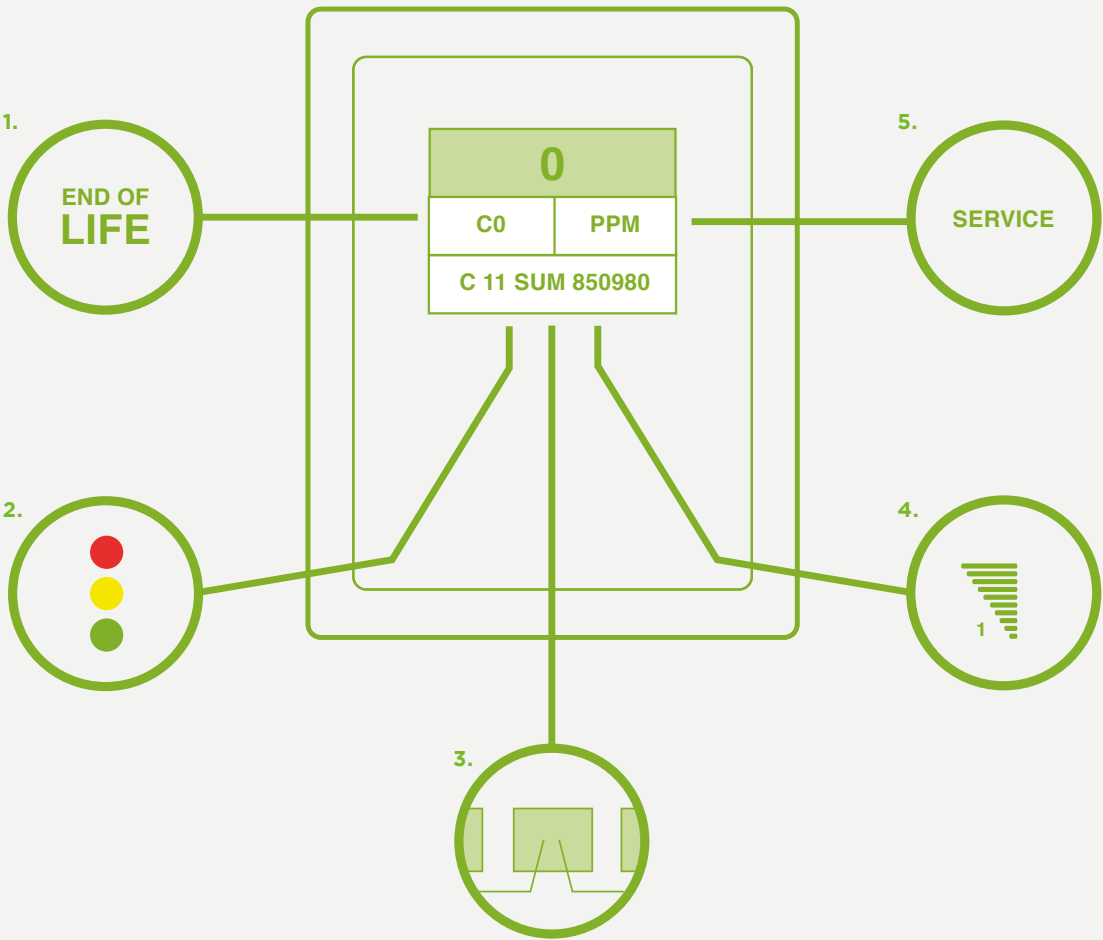 1.
END OF
LIFE
0
C0
PPM
C 11 SUM 850980
5.
SERVICE
2.
4.
1
3.